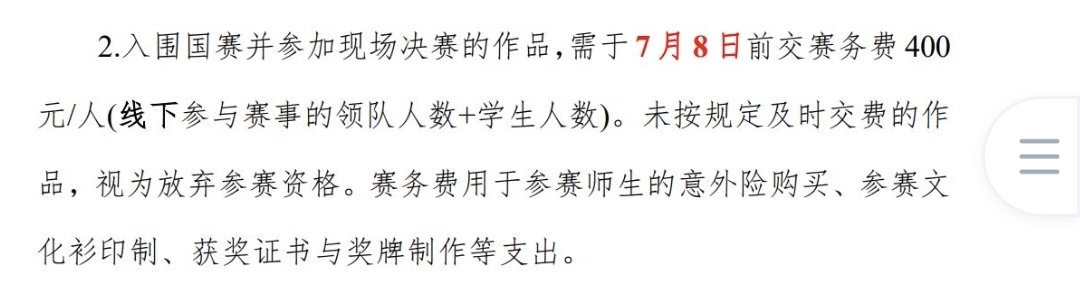 2.入围国赛并参加现场决赛的作品,需于7月8日前交赛务费400
元/人(线下参与赛事的领队人数+学生人数)。未按规定及时交费的作
品，视为放弃参赛资格。赛务费用于参赛师生的意外险购买、参赛文
化衫印制、获奖证书与奖牌制作等支出。